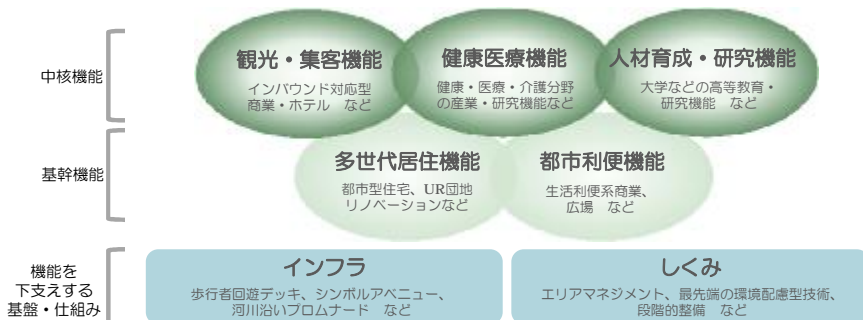 中核機能
観光・集客機能
インバウンド対応型
商業・ホテル　など
健康医療機能
健康・医療・介護分野
の産業・研究機能など
人材育成・研究機能
大学などの高等教育・
研究機能　など
基幹機能
多世代居住機能
都市型住宅、UR団地
リノベーションなど
都市利便機能
生活利便系商業、
広場　など
機能を
下支えする
基盤・仕組み
インフラ
歩行者回遊デッキ、シンボルアベニュー、
河川沿いプロムナード　など
しくみ
エリアマネジメント、最先端の環境配慮型技術、
段階的整備　など